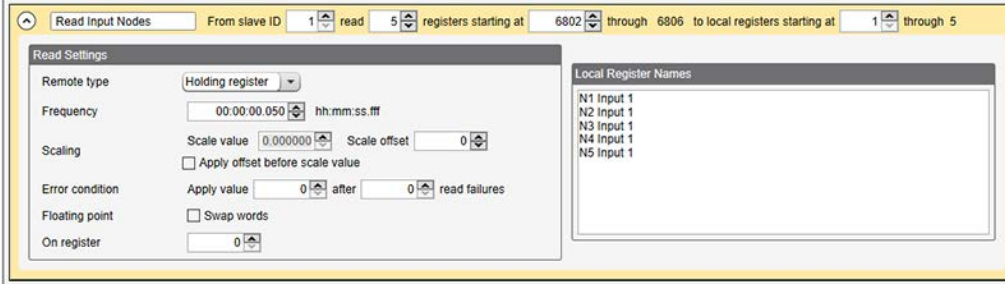 Read Input Nodes From slave ID 1 read 5 registers starting at 6802 through 6806 to local registers starting at 1 through 5
Read Settings
Remote type Holding register
Frequency 00:00:00.050 hh:mm:ss.fff
Scaling
Scale value 0.000000 Scale offset 0
Apply offset before scale value
Error condition Apply value 0 after 0 read failures
Floating point Swap words
On register 0
Local Register Names
N1 Input 1
N2 Input 1
N3 Input 1
N4 Input 1
N5 Input 1